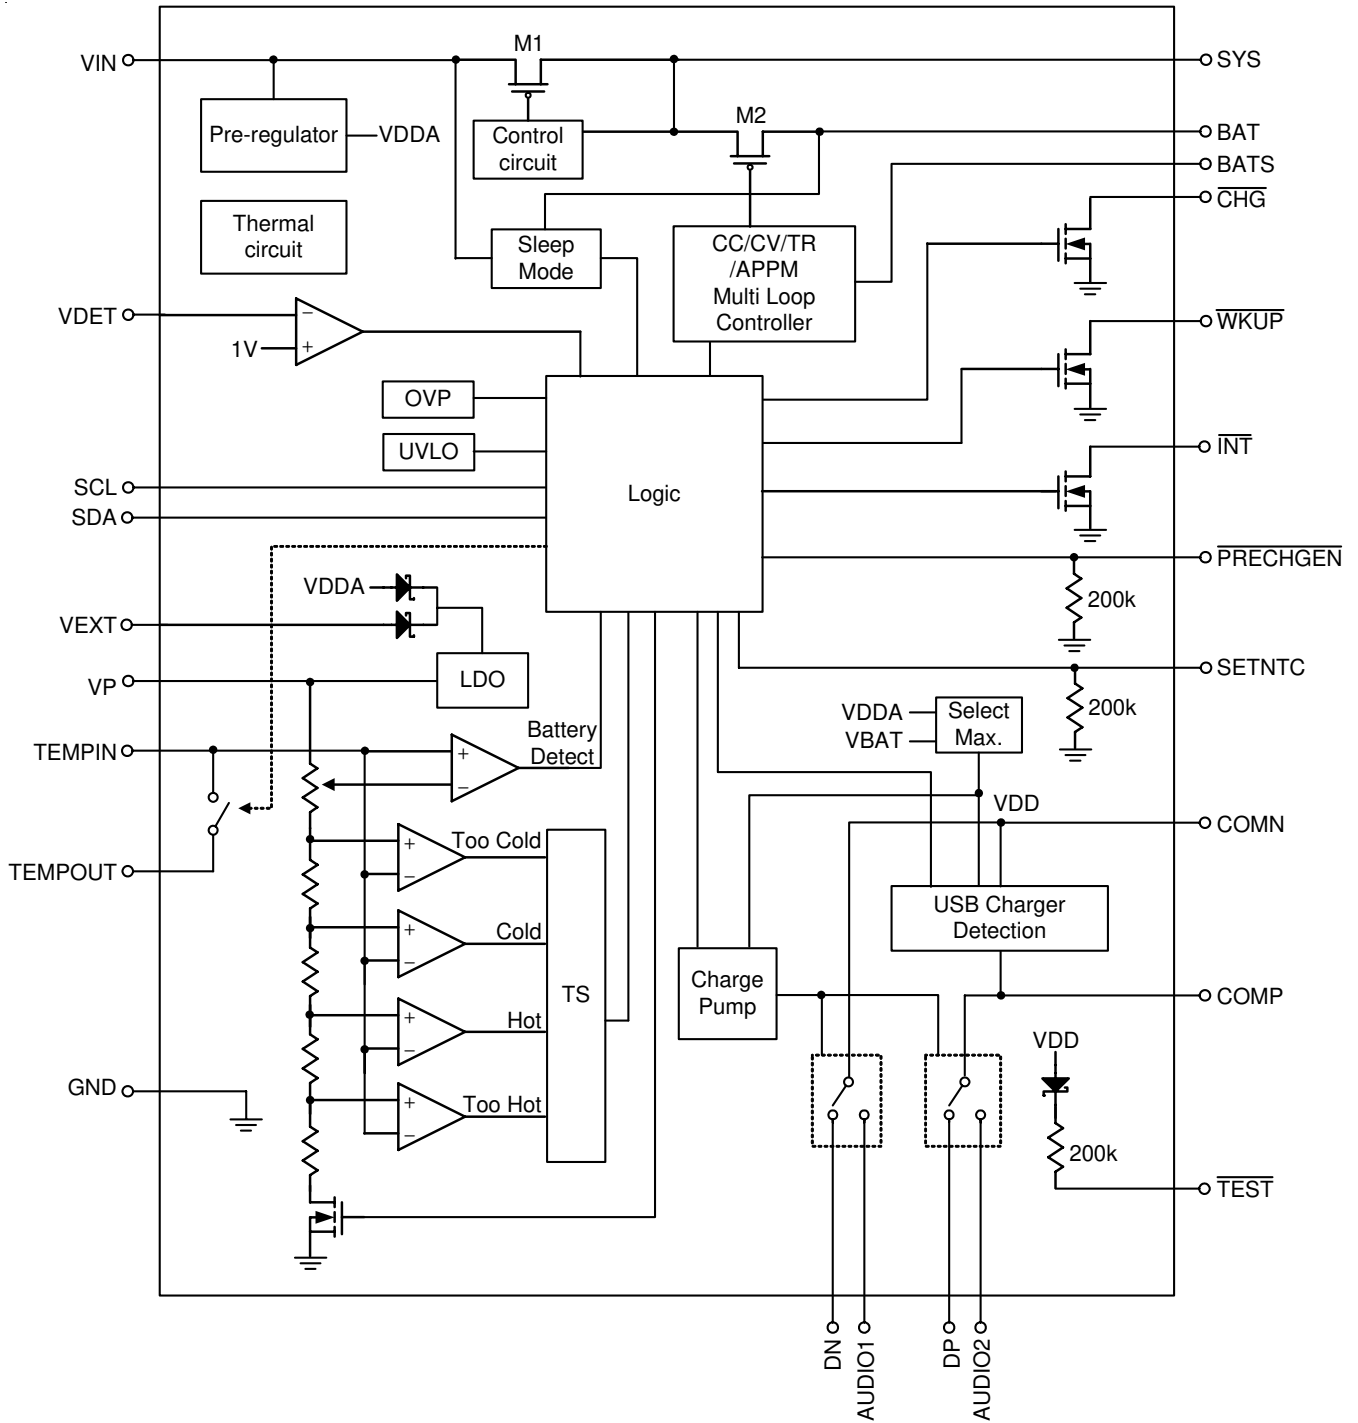 M1
VIN
SYS
Pre-regulator
VDDA
Control
circuit
M2
BAT
BATS
CHG
Thermal
circuit
Sleep
Mode
CC/CV/TR
/APPM
Multi Loop
Controller
VDET
−
+
1V
WKUP
OVP
UVLO
INT
SCL
SDA
Logic
PRECHGEN
200k
VDDA
VEXT
VP
LDO
SETNTC
200k
VDDA
VBAT
Select
Max.
TEMPIN
+
−
Battery
Detect
VDD
COMN
TEMPOUT
+
−
Too Cold
USB Charger
Detection
+
−
Cold
TS
Charge
Pump
COMP
+
−
Hot
VDD
GND
+
−
Too Hot
200k
TEST
DN
AUDIO1
DP
AUDIO2